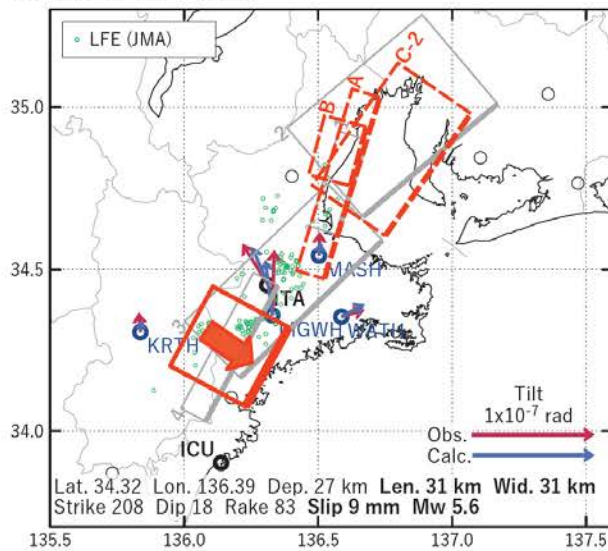 LFE (JMA)
C-2
A
B
35.0
34.5
MASH
ITA
KRTH
WATH
34.0
ICU
Tilt
1x10-7 rad
Obs.
Calc.
Lat. 34.32 Lon. 136.39 Dep. 27 km Len. 31 km Wid. 31 km
Strike 208 Dip 18 Rake 83 Slip 9 mm Mw 5.6
135.5 136.0 136.5 137.0 137.5